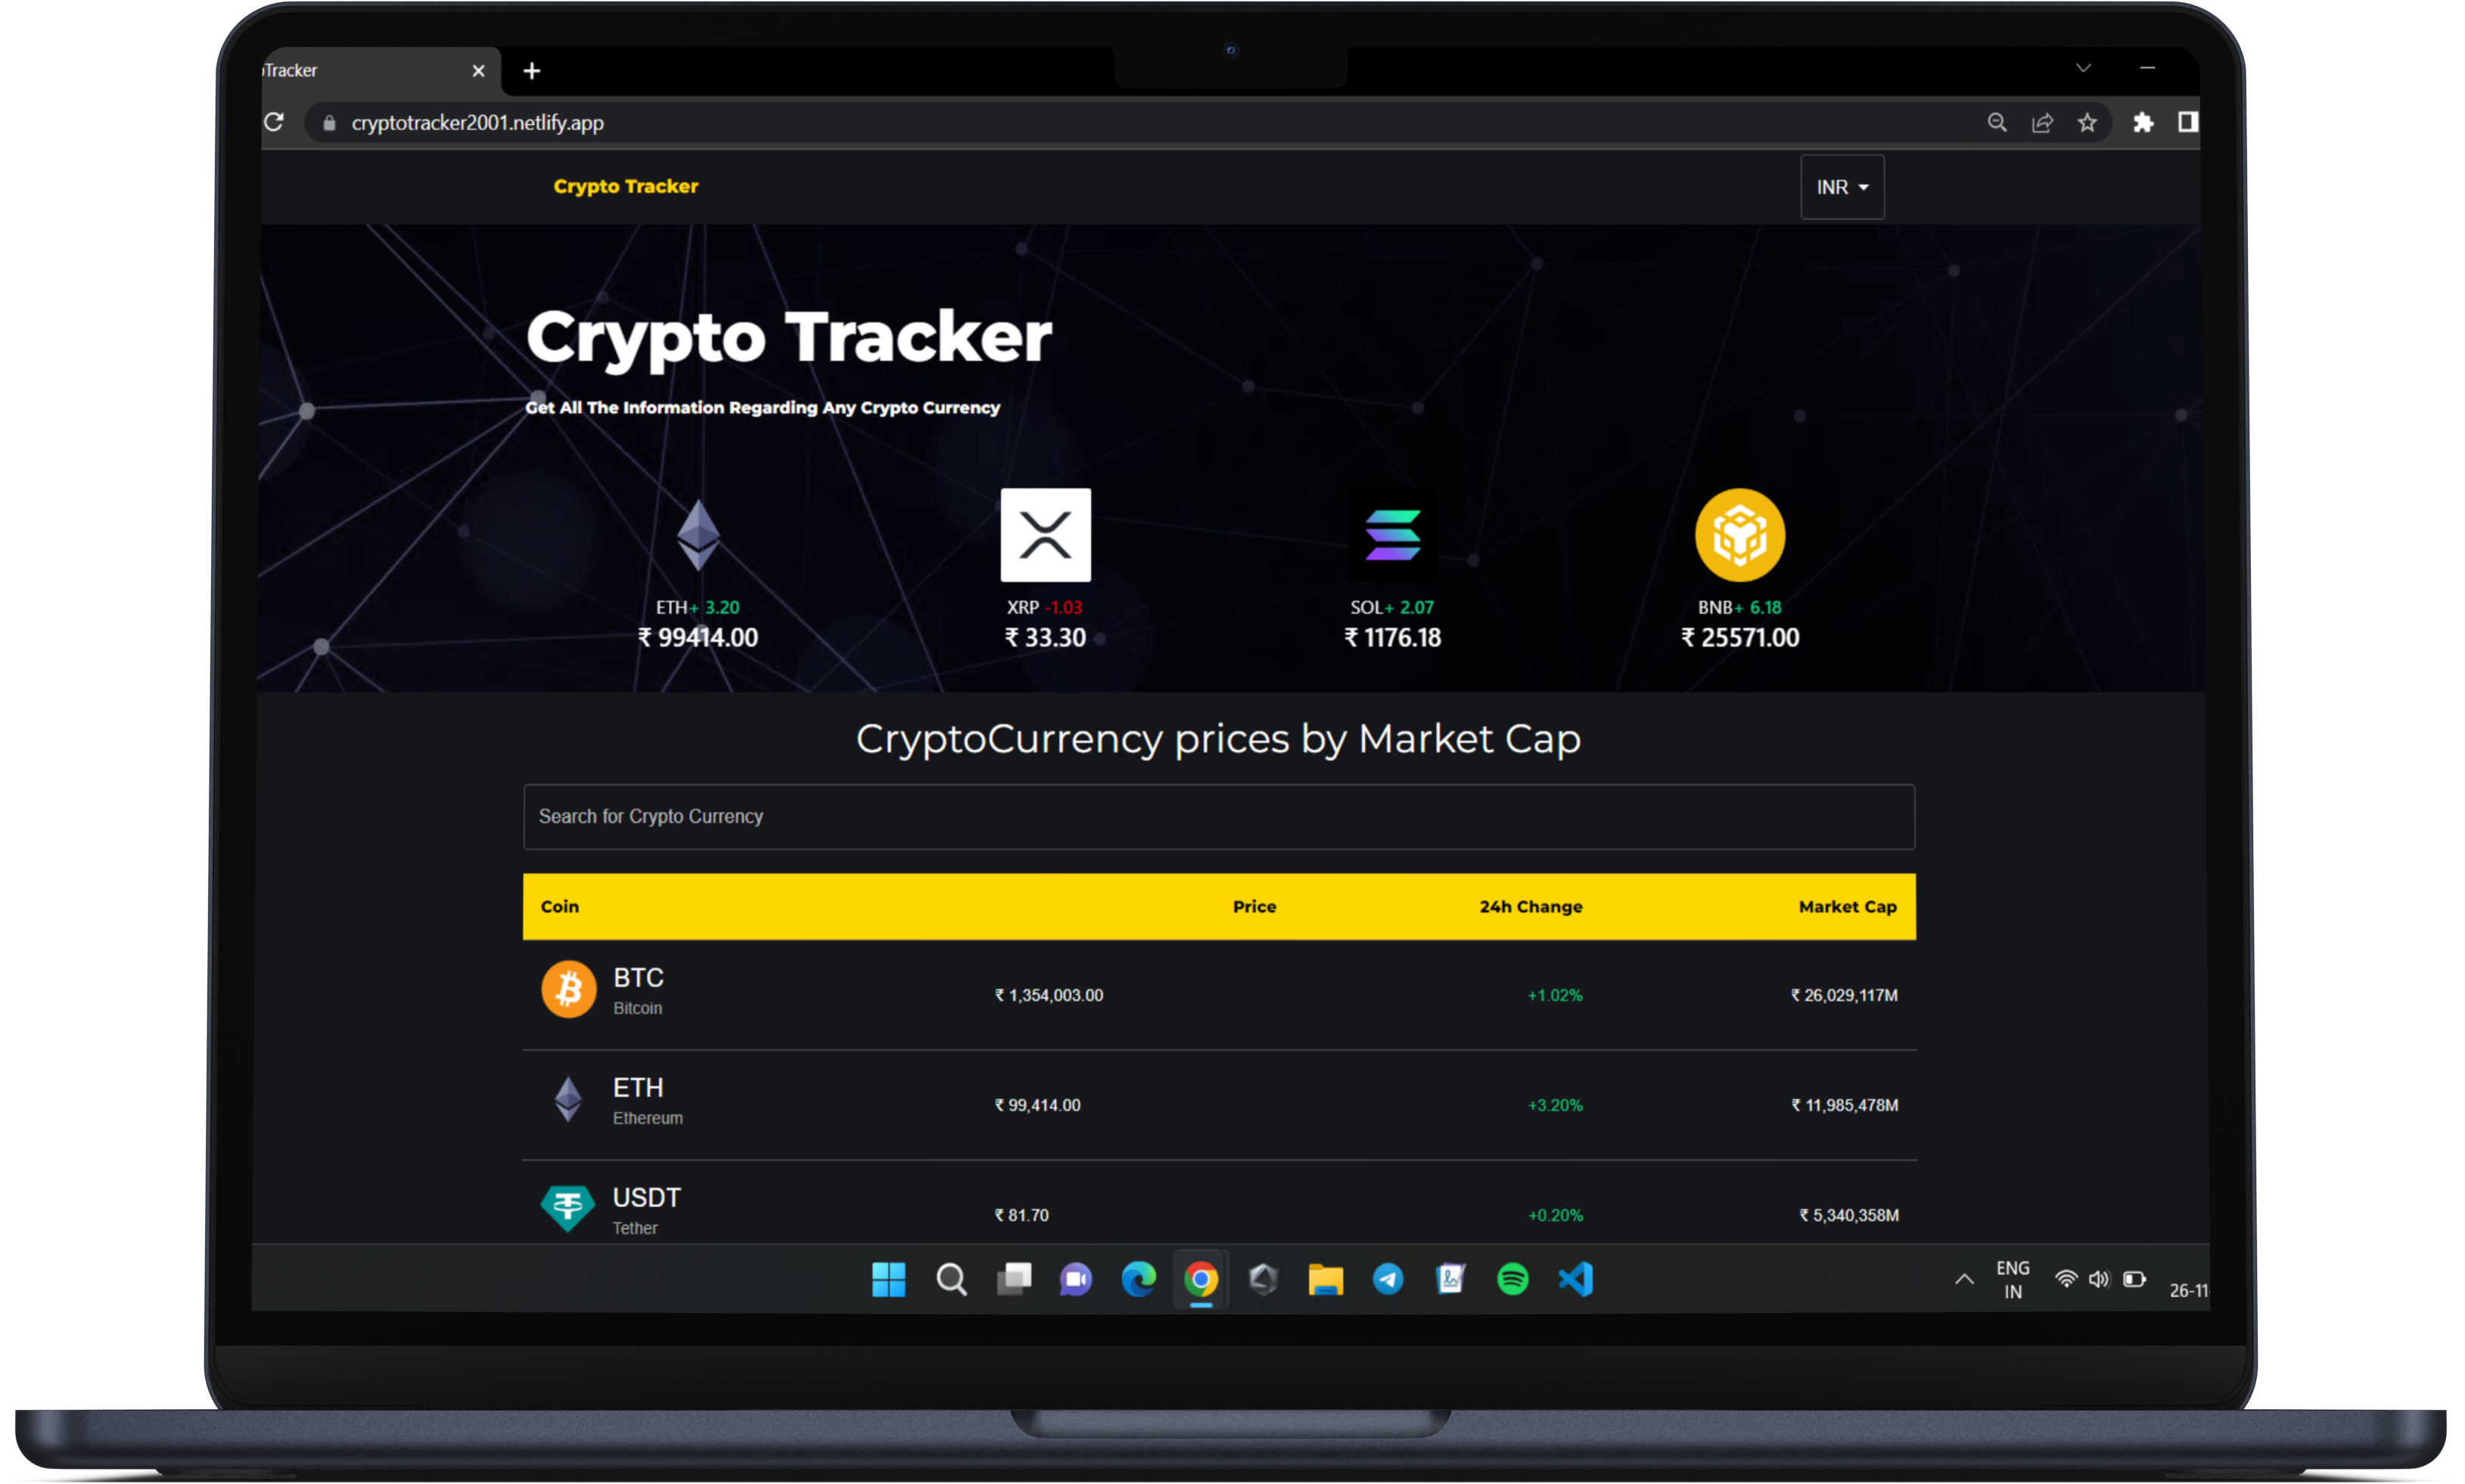 Tracker
cryptotracker2001.netlify.app
Crypto Tracker
INR
Crypto Tracker
Get All The Information Regarding Any Crypto Currency
ETH+ 3.20
₹ 99414.00
XRP -1.03
₹ 33.30
SOL+ 2.07
₹ 1176.18
BNB+ 6.18
₹ 25571.00
CryptoCurrency prices by Market Cap
Search for Crypto Currency
Coin Price 24h Change Market Cap
BTC
Bitcoin
₹ 1,354,003.00 +1.02% ₹ 26,029,117M
ETH
Ethereum
₹ 99,414.00 +3.20% ₹ 11,985,478M
USDT
Tether
₹ 81.70 +0.20% ₹ 5,340,358M
ENG
IN
26-11